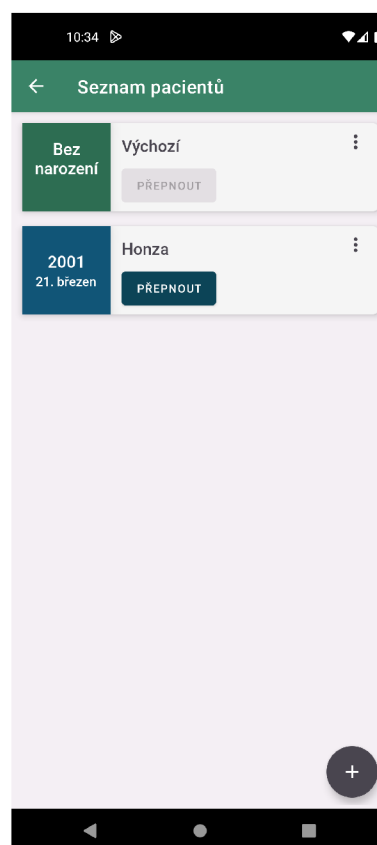 10:34
Seznam pacientů
Bez
narození
Výchozí
PŘEPNOUT
2001
21. březen
Honza
PŘEPNOUT